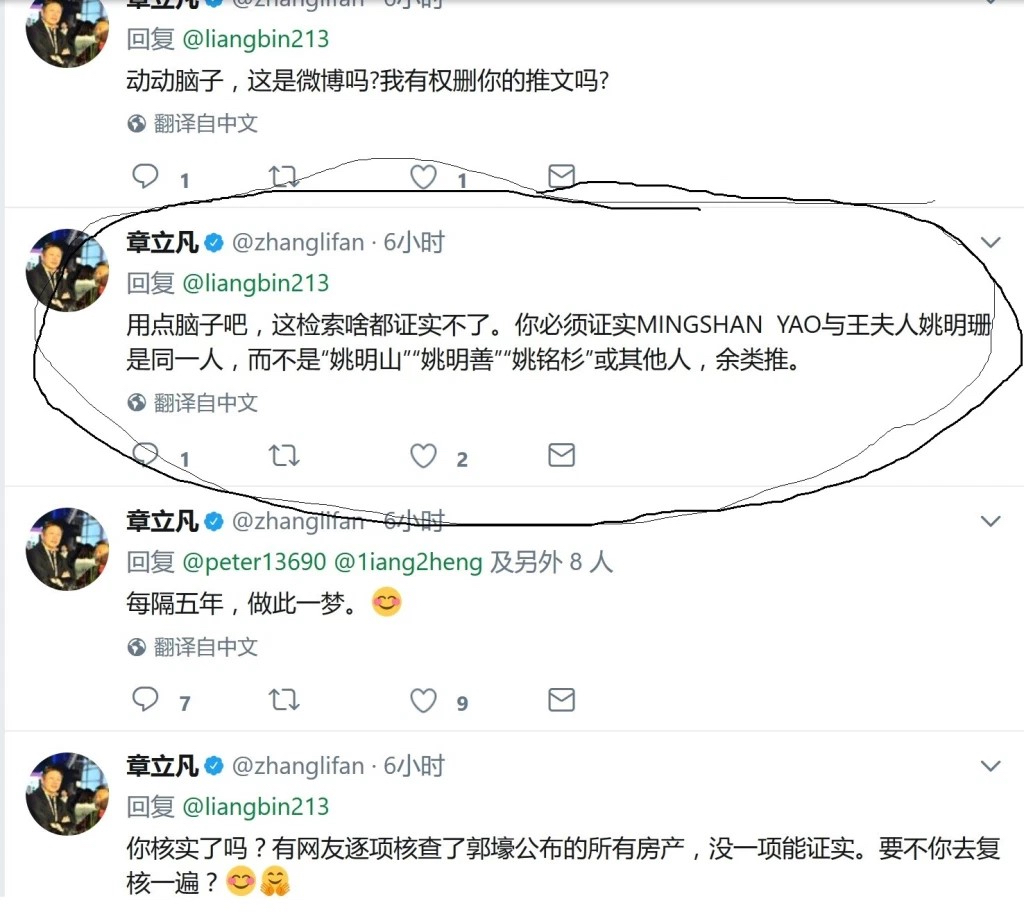 章立凡 @zhanglifan · 6小时
回复 @liangbin213
动动脑子，这是微博吗?我有权删你的推文吗?
翻译自中文
1 1
章立凡 @zhanglifan · 6小时
回复 @liangbin213
用点脑子吧，这检索啥都证实不了。你必须证实MINGSHAN YAO与王夫人姚明珊
是同一人，而不是“姚明山”“姚明善”“姚铭杉”或其他人，余类推。
翻译自中文
1 2
章立凡 @zhanglifan · 6小时
回复 @peter13690 @1iang2heng 及另外 8 人
每隔五年，做此一梦。
翻译自中文
7 9
章立凡 @zhanglifan · 6小时
回复 @liangbin213
你核实了吗？有网友逐项核查了郭壕公布的所有房产，没一项能证实。要不你去复
核一遍？